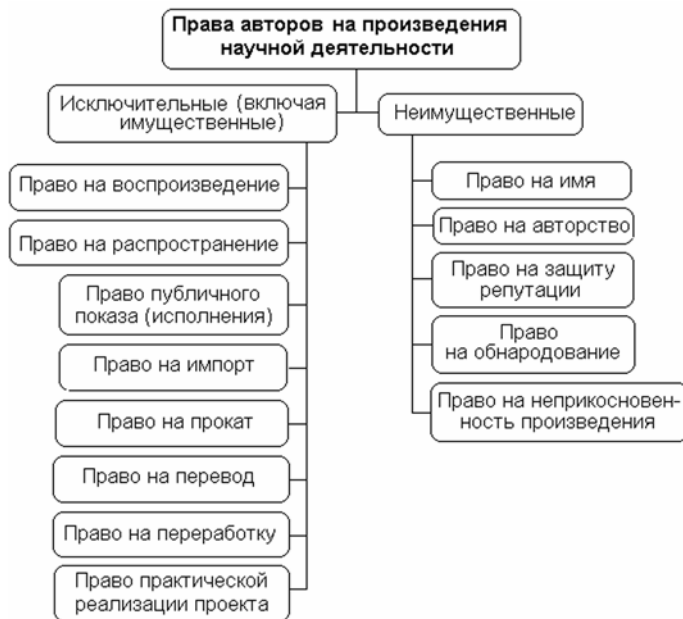 Права авторов на произведения
научной деятельности
Исключительные (включая
имущественные)
Право на воспроизведение
Право на распространение
Право публичного
показа (исполнения)
Право на импорт
Право на прокат
Право на перевод
Право на переработку
Право практической
реализации проекта
Неимущественные
Право на имя
Право на авторство
Право на защиту
репутации
Право
на обнародование
Право на неприкосновен-
ность произведения